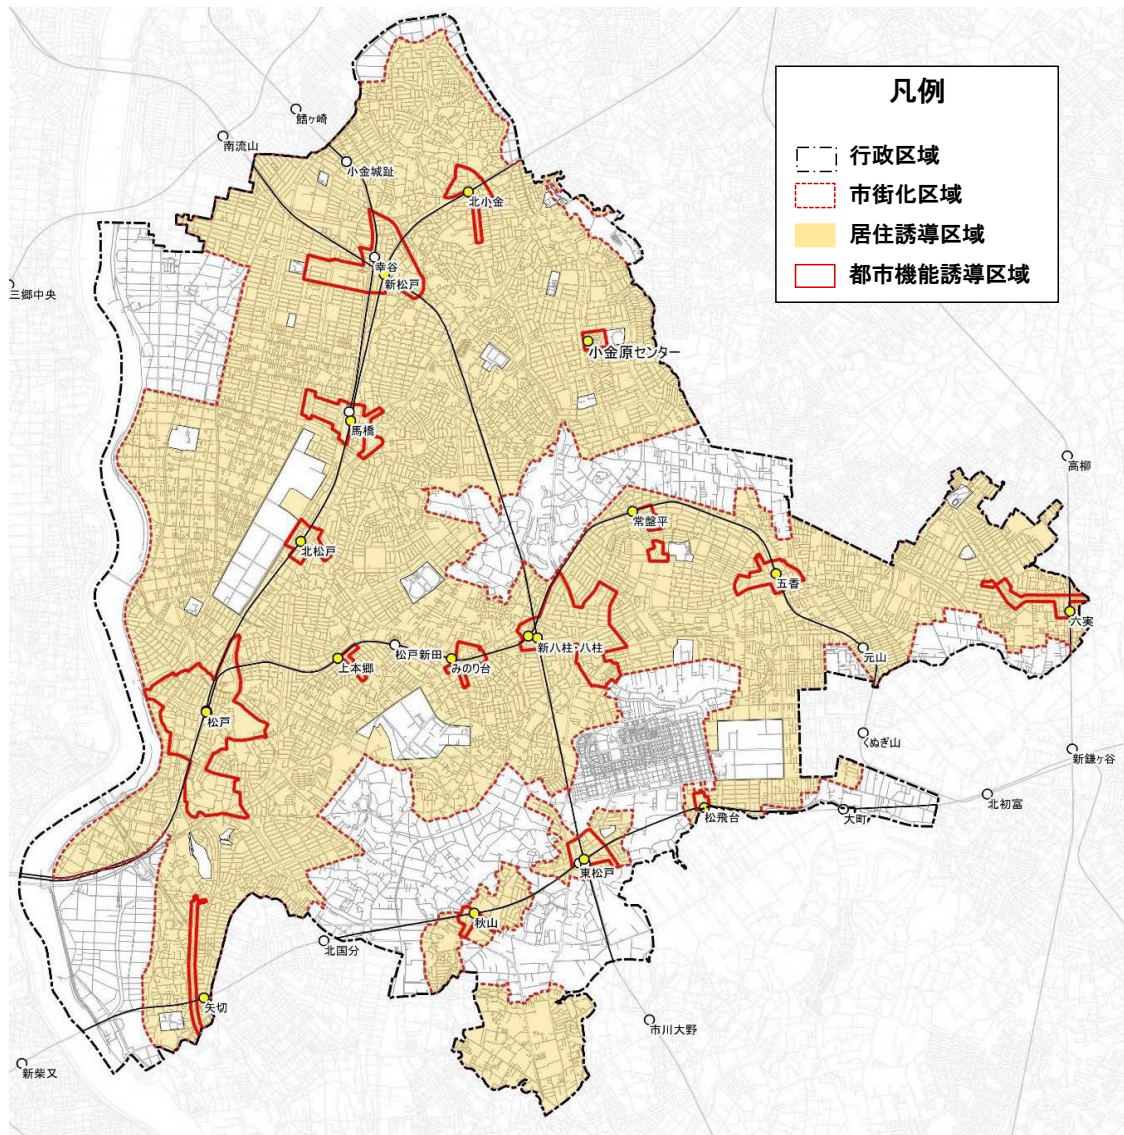 凡例
行政区域
市街化区域
居住誘導区域
都市機能誘導区域
鰭ヶ崎
南流山
小金城趾
北小金
幸谷
新松戸
三郷中央
小金原センター
馬橋
高柳
常盤平
北松戸
五香
六実
松戸新田
新八柱・八柱
元山
上本郷
みのり台
松戸
くぬぎ山
新鎌ヶ谷
北初富
松飛台
大町
東松戸
秋山
北国分
矢切
市川大野
新柴又